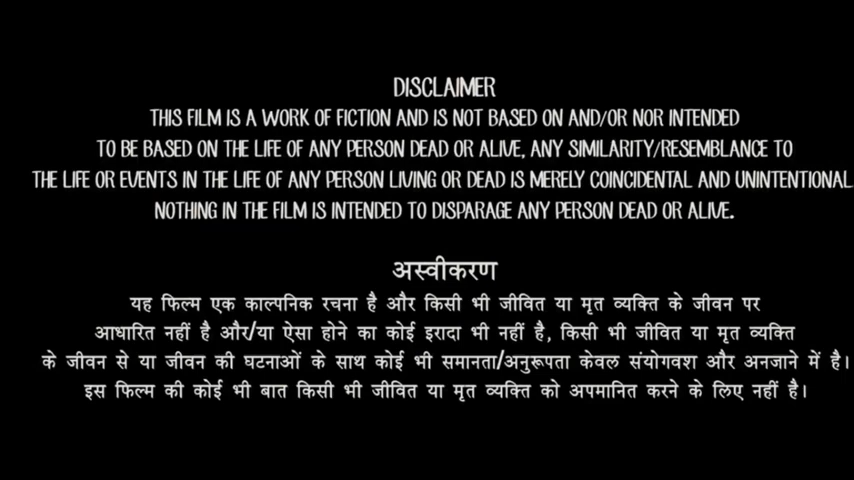 DISCLAIMER
THIS FILM IS A WORK OF FICTION AND IS NOT BASED ON AND/OR NOR INTENDED
TO BE BASED ON THE LIFE OF ANY PERSON DEAD OR ALIVE, ANY SIMILARITY/RESEMBLANCE TO
THE LIFE OR EVENTS IN THE LIFE OF ANY PERSON LIVING OR DEAD IS MERELY COINCIDENTAL AND UNINTENTIONAL.
NOTHING IN THE FILM IS INTENDED TO DISPARAGE ANY PERSON DEAD OR ALIVE.
अस्वीकरण
यह फिल्म एक काल्पनिक रचना है और किसी भी जीवित या मृत व्यक्ति के जीवन पर
आधारित नहीं है और/या ऐसा होने का कोई इरादा भी नहीं है, किसी भी जीवित या मृत व्यक्ति
के जीवन से या जीवन की घटनाओं के साथ कोई भी समानता/अनुरूपता केवल संयोगवश और अनजाने में है।
इस फिल्म की कोई भी बात किसी भी जीवित या मृत व्यक्ति को अपमानित करने के लिए नहीं है।